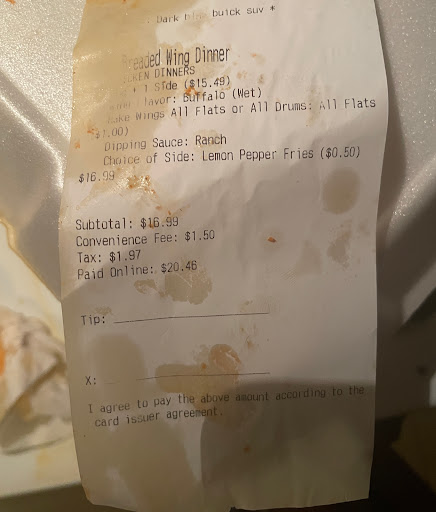 Dark buick suv *
Breaded Wing Dinner
CKEN DINNERS
+ 1 Side ($15.49)
lavor: Buffalo (Wet)
ake Wings All Flats or All Drums: All Flats
$1.00)
Dipping Sauce: Ranch
Choice of Side: Lemon Pepper Fries ($0.50)
$16.99
Subtotal: $16.99
Convenience Fee: $1.50
Tax: $1.97
Paid Online: $20.46
Tip:
X:
I agree to pay the above amount according to the
card issuer agreement.